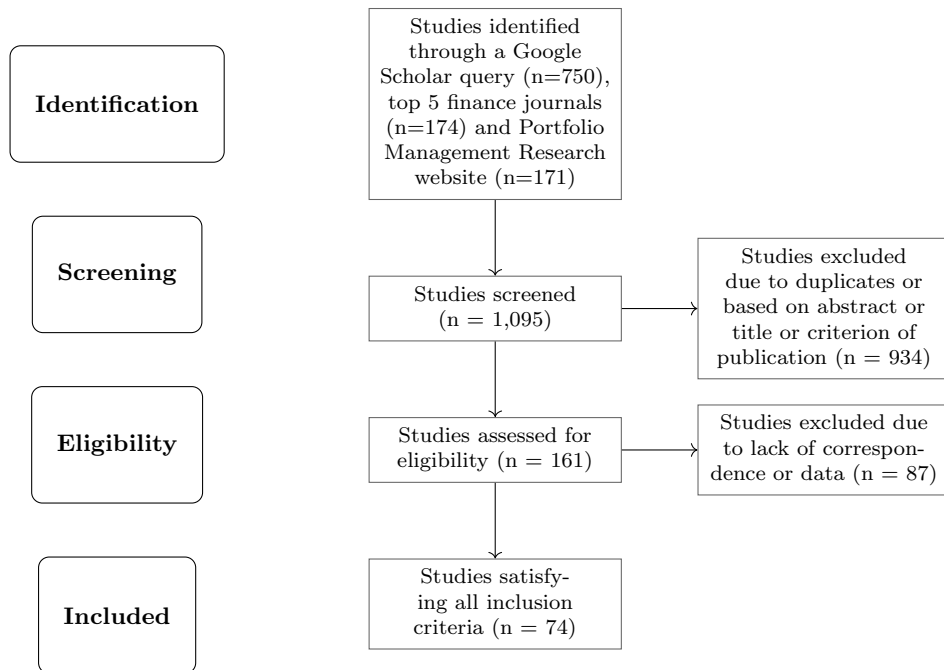 Identification
Studies identified
through a Google
Scholar query (n=750),
top 5 finance journals
(n=174) and Portfolio
Management Research
website (n=171)
Screening
Studies screened
(n = 1,095)
Studies excluded
due to duplicates or
based on abstract or
title or criterion of
publication (n = 934)
Eligibility
Studies assessed for
eligibility (n = 161)
Studies excluded due
to lack of correspon-
dence or data (n = 87)
Included
Studies satisfy-
ing all inclusion
criteria (n = 74)